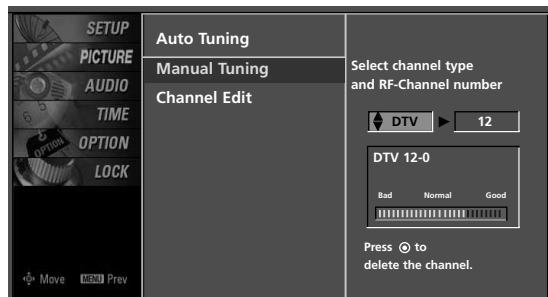 SETUP
PICTURE
AUDIO
TIME
OPTION
LOCK
Move MENU Prev
Auto Tuning
Manual Tuning
Channel Edit
Select channel type
and RF-Channel number
DTV 12
DTV 12-0
Bad Normal Good
Press to
delete the channel.